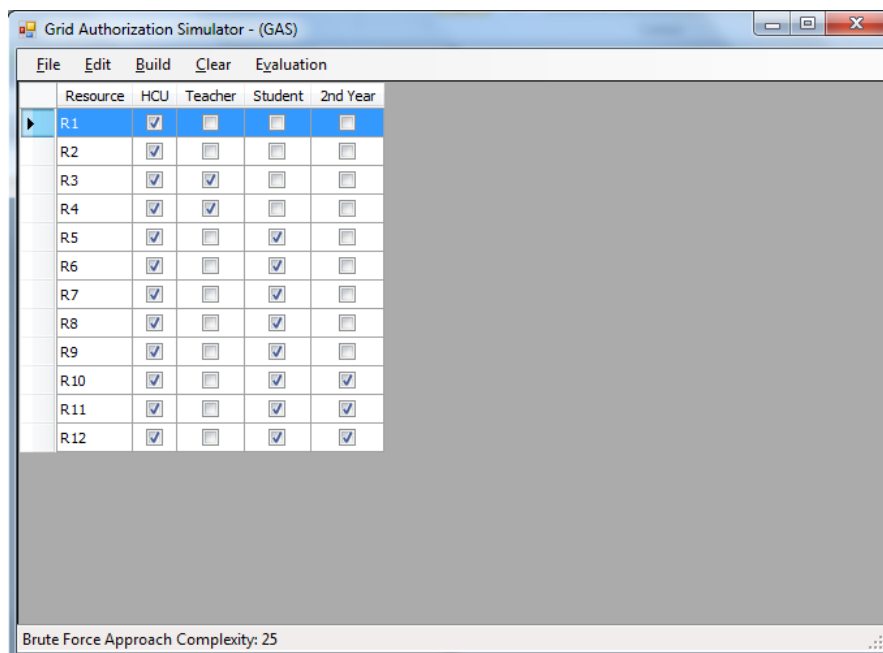 Grid Authorization Simulator - (GAS)
File Edit Build Clear Evaluation
Resource HCU Teacher Student 2nd Year
R1
R2
R3
R4
R5
R6
R7
R8
R9
R10
R11
R12
Brute Force Approach Complexity: 25